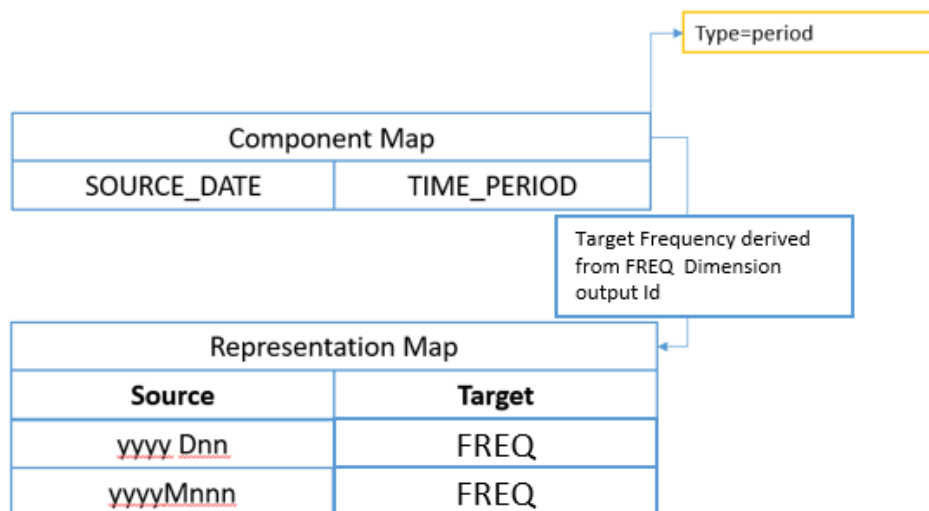 Type=period
Component Map
SOURCE_DATE TIME_PERIOD
Target Frequency derived
from FREQ Dimension
output Id
Representation Map
Source Target
yyyy Dnn FREQ
yyyyMnnn FREQ